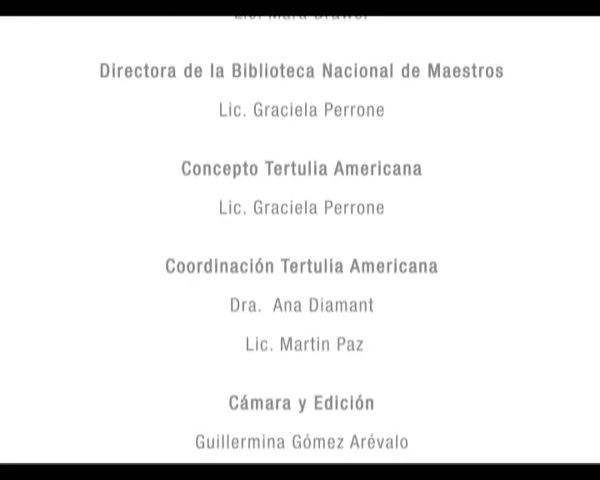 Directora de la Biblioteca Nacional de Maestros
Lic. Graciela Perrone
Concepto Tertulia Americana
Lic. Graciela Perrone
Coordinación Tertulia Americana
Dra. Ana Diamant
Lic. Martin Paz
Cámara y Edición
Guillermina Gómez Arévalo